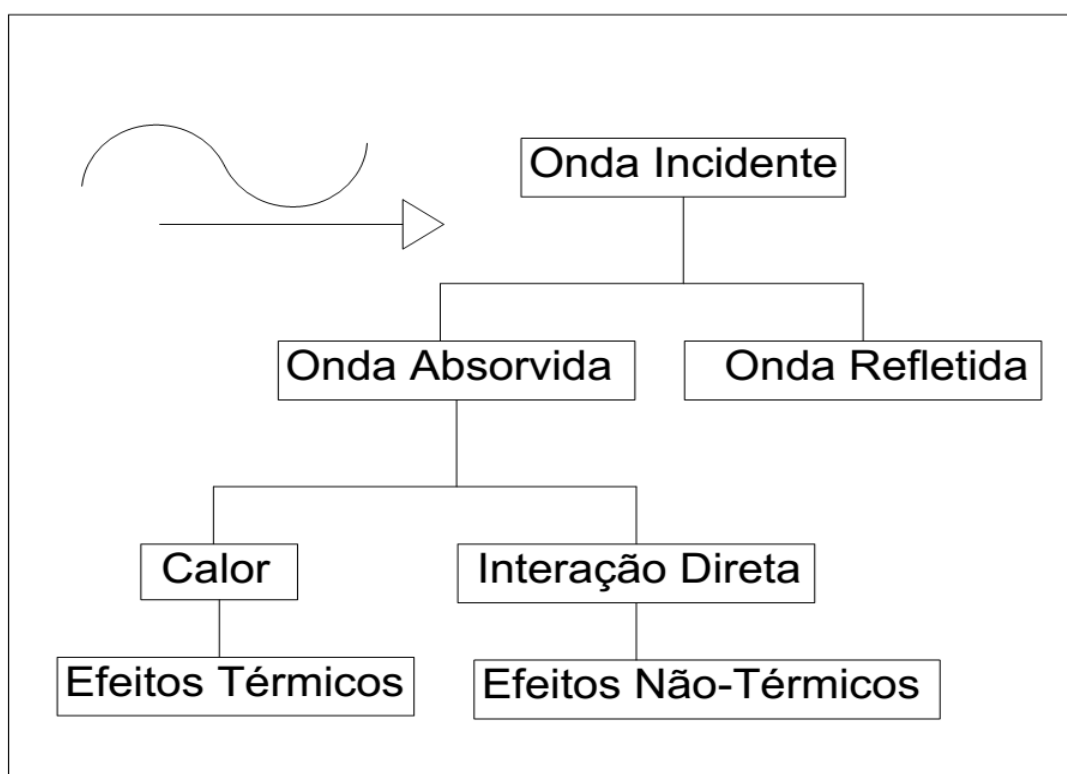 Onda Incidente
Onda Absorvida
Onda Refletida
Calor
Interação Direta
Efeitos Térmicos
Efeitos Não-Térmicos